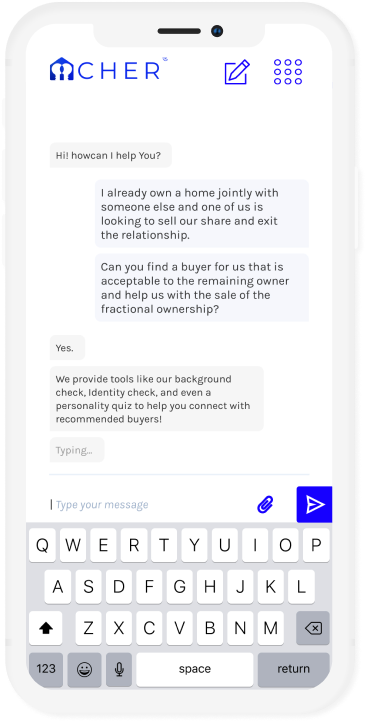 CHER
Hi! howcan I help You?
I already own a home jointly with
someone else and one of us is
looking to sell our share and exit
the relationship.
Can you find a buyer for us that is
acceptable to the remaining owner
and help us with the sale of the
fractional ownership?
Yes.
We provide tools like our background
check, Identity check, and even a
personality quiz to help you connect with
recommended buyers!
Typing...
Type your message
Q W E R T Y U I O P
A S D F G H J K L
Z X C V B N M
123 space return